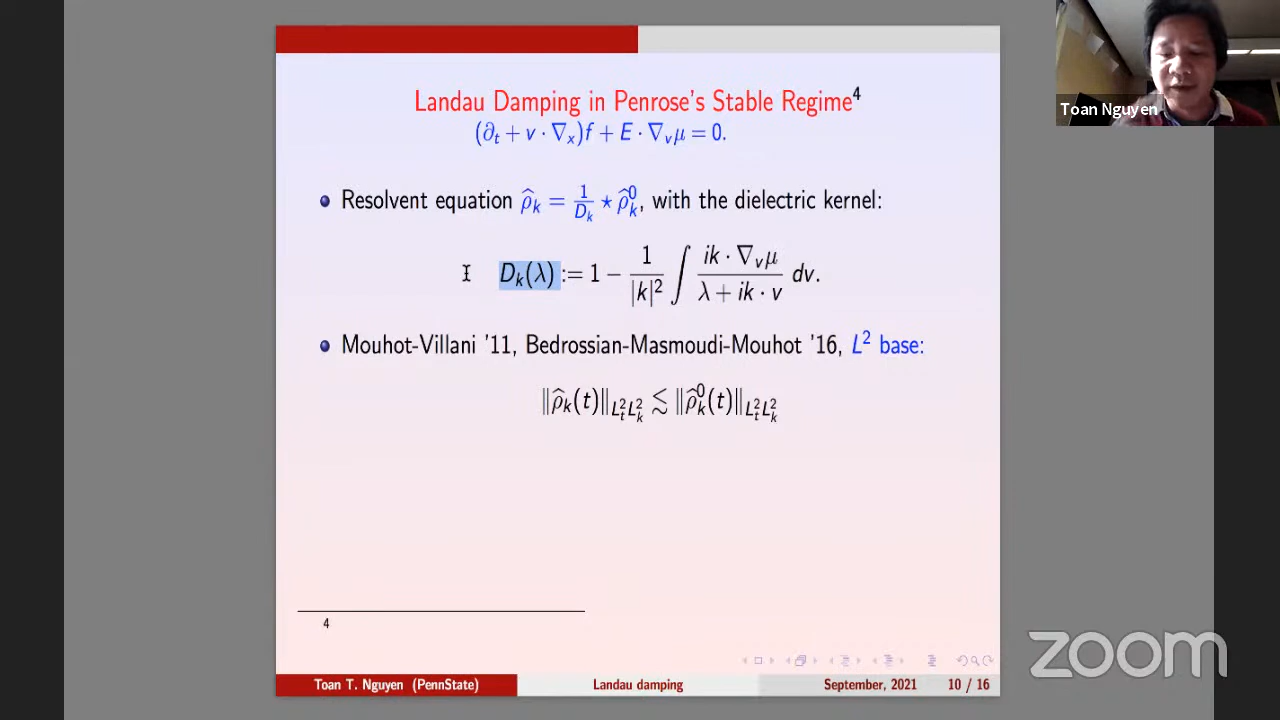 Landau Damping in Penrose's Stable Regime⁴
(∂ₜ + v · ∇ₓ)f + E · ∇ᵥμ = 0.
Resolvent equation ρ̂ₖ = 1/Dₖ ⋆ ρ̂ₖ⁰, with the dielectric kernel:
Dₖ(λ) := 1 − 1/|k|² ∫ ik · ∇ᵥμ / λ + ik · v dv.
Mouhot-Villani '11, Bedrossian-Masmoudi-Mouhot '16, L² base:
‖ρ̂ₖ(t)‖_{L²ₜL²ₖ} ≲ ‖ρ̂ₖ⁰(t)‖_{L²ₜL²ₖ}
4
Toan T. Nguyen (PennState) Landau damping September, 2021 10 / 16
Toan Nguyen
zoom